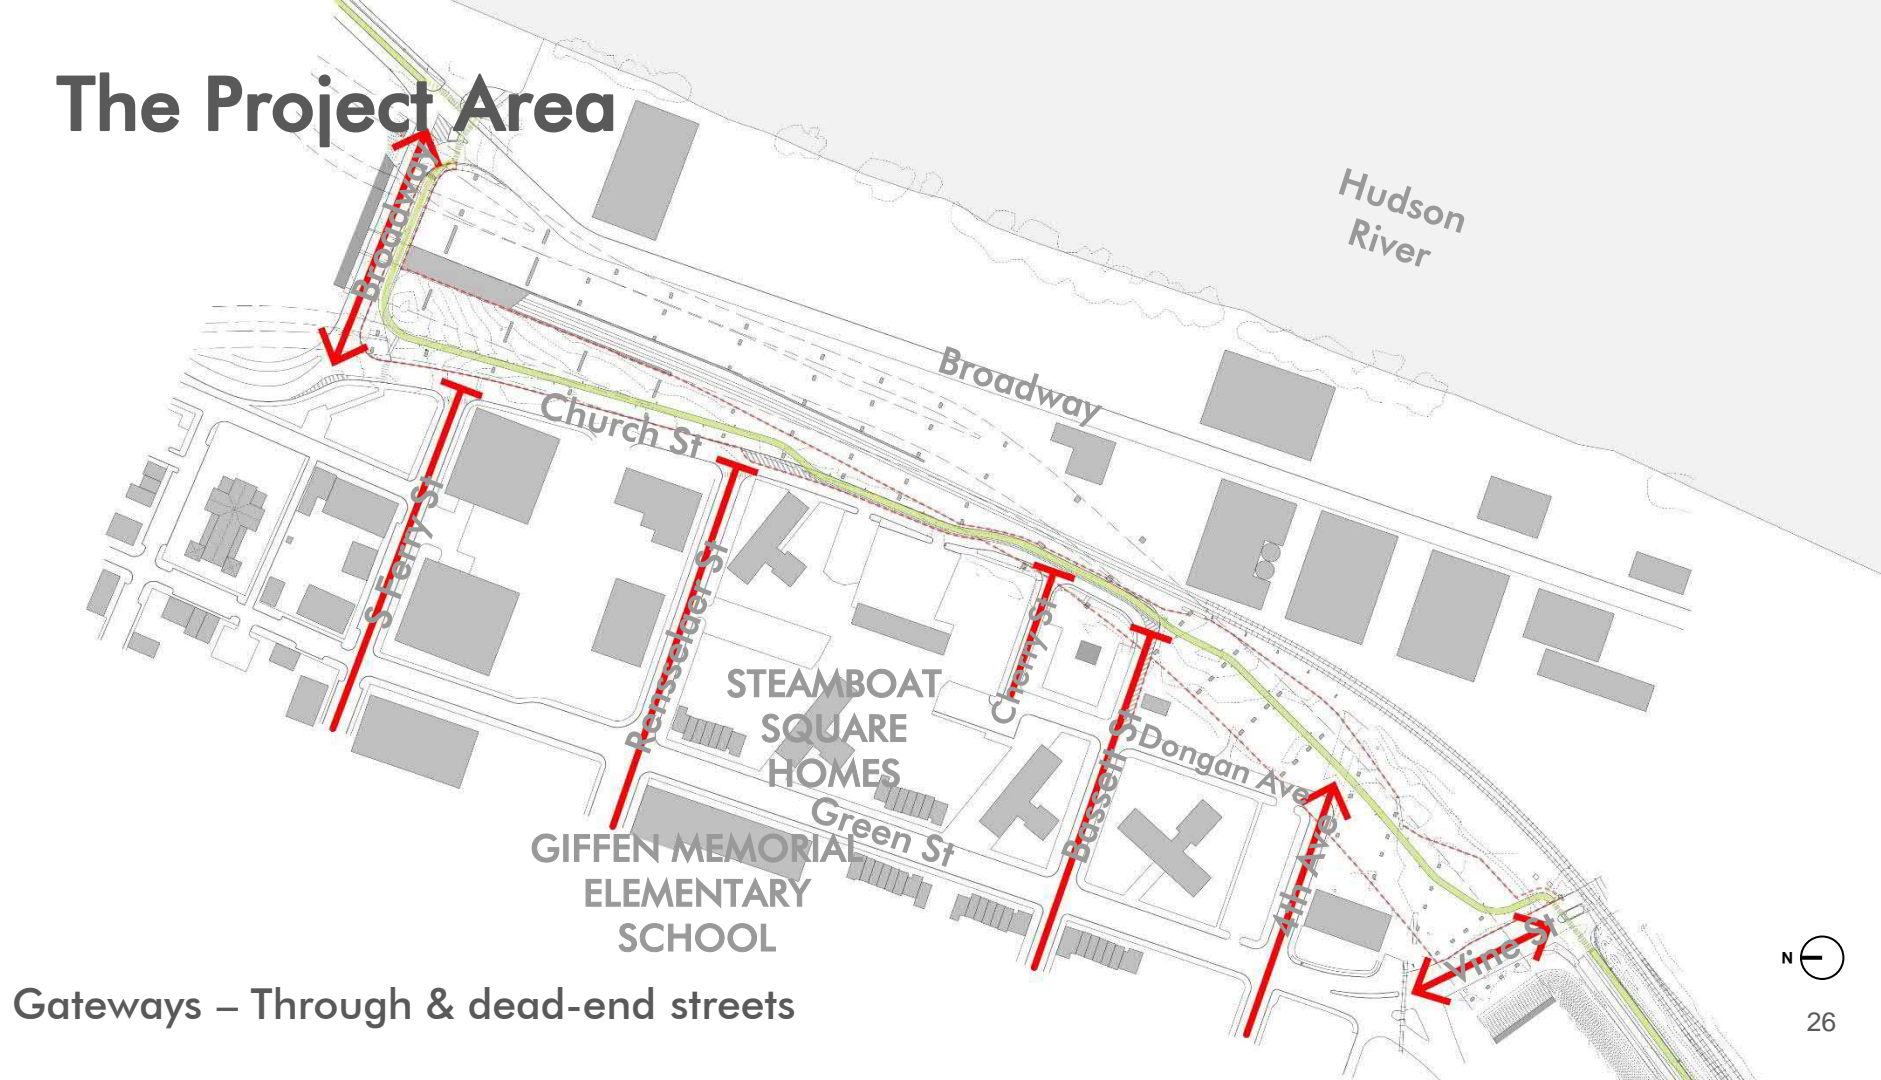 The Project Area
Hudson
River
Broadway
Broadway
Church St
S Ferry St
Rensselaer St
Cherry St
Bassett St
Dongan Ave
4th Ave
Vine St
STEAMBOAT
SQUARE
HOMES
Green St
GIFFEN MEMORIAL
ELEMENTARY
SCHOOL
Gateways – Through & dead-end streets
N
26